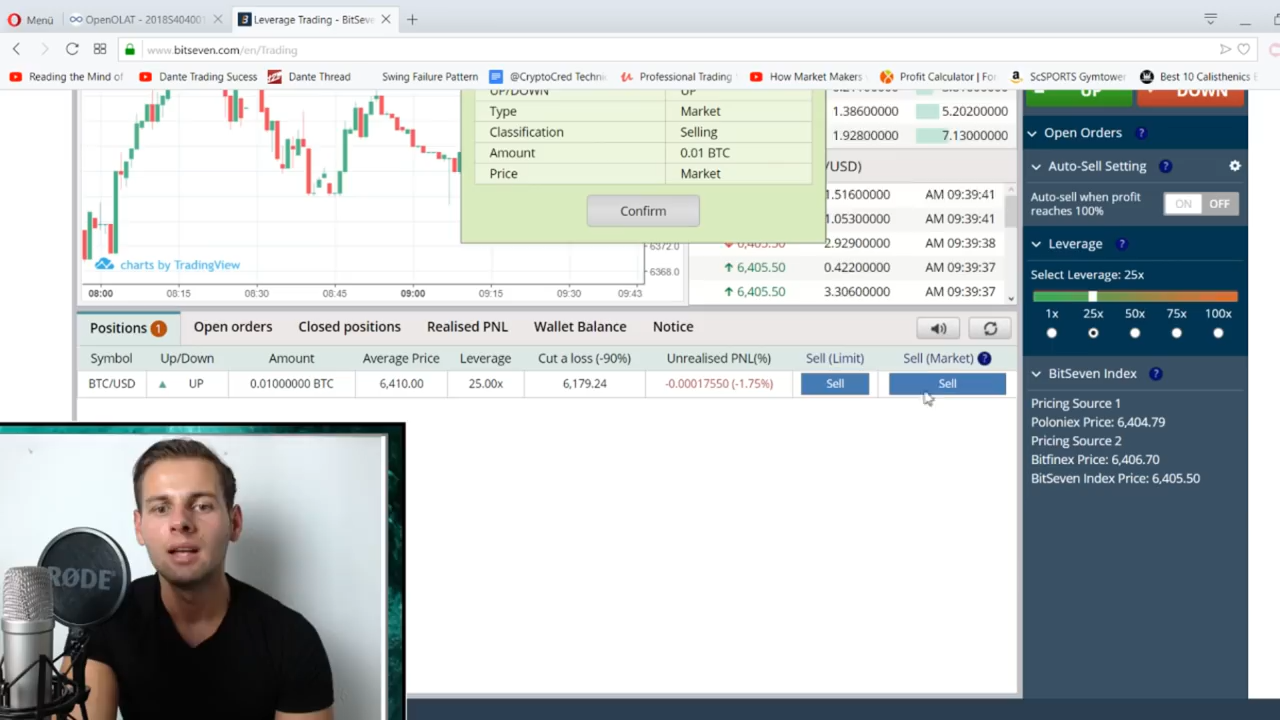 Menü
OpenOLAT - 2018S404001
Leverage Trading - BitSeve
www.bitseven.com/en/Trading
Reading the Mind of
Dante Trading Sucess
Dante Thread
Swing Failure Pattern
@CryptoCred Techni
Professional Trading
How Market Makers
Profit Calculator | Fo
ScSPORTS Gymtower
Best 10 Calisthenics E
UP/DOWN UP
Type Market
Classification Selling
Amount 0.01 BTC
Price Market
Confirm
1.38600000 5.20200000
1.92800000 7.13000000
/USD)
1.51600000 AM 09:39:41
1.05300000 AM 09:39:41
6,405.50 2.92900000 AM 09:39:38
6,405.50 0.42200000 AM 09:39:37
6,405.50 3.30600000 AM 09:39:37
6372.0
6368.0
charts by TradingView
08:00 08:15 08:30 08:45 09:00 09:15 09:30 09:43
UP DOWN
Open Orders ?
Auto-Sell Setting ?
Auto-sell when profit
reaches 100%
ON OFF
Leverage ?
Select Leverage: 25x
1x 25x 50x 75x 100x
BitSeven Index ?
Pricing Source 1
Poloniex Price: 6,404.79
Pricing Source 2
Bitfinex Price: 6,406.70
BitSeven Index Price: 6,405.50
Positions 1 Open orders Closed positions Realised PNL Wallet Balance Notice
Symbol Up/Down Amount Average Price Leverage Cut a loss (-90%) Unrealised PNL(%) Sell (Limit) Sell (Market) ?
BTC/USD UP 0.01000000 BTC 6,410.00 25.00x 6,179.24 -0.00017550 (-1.75%) Sell Sell
RØDE